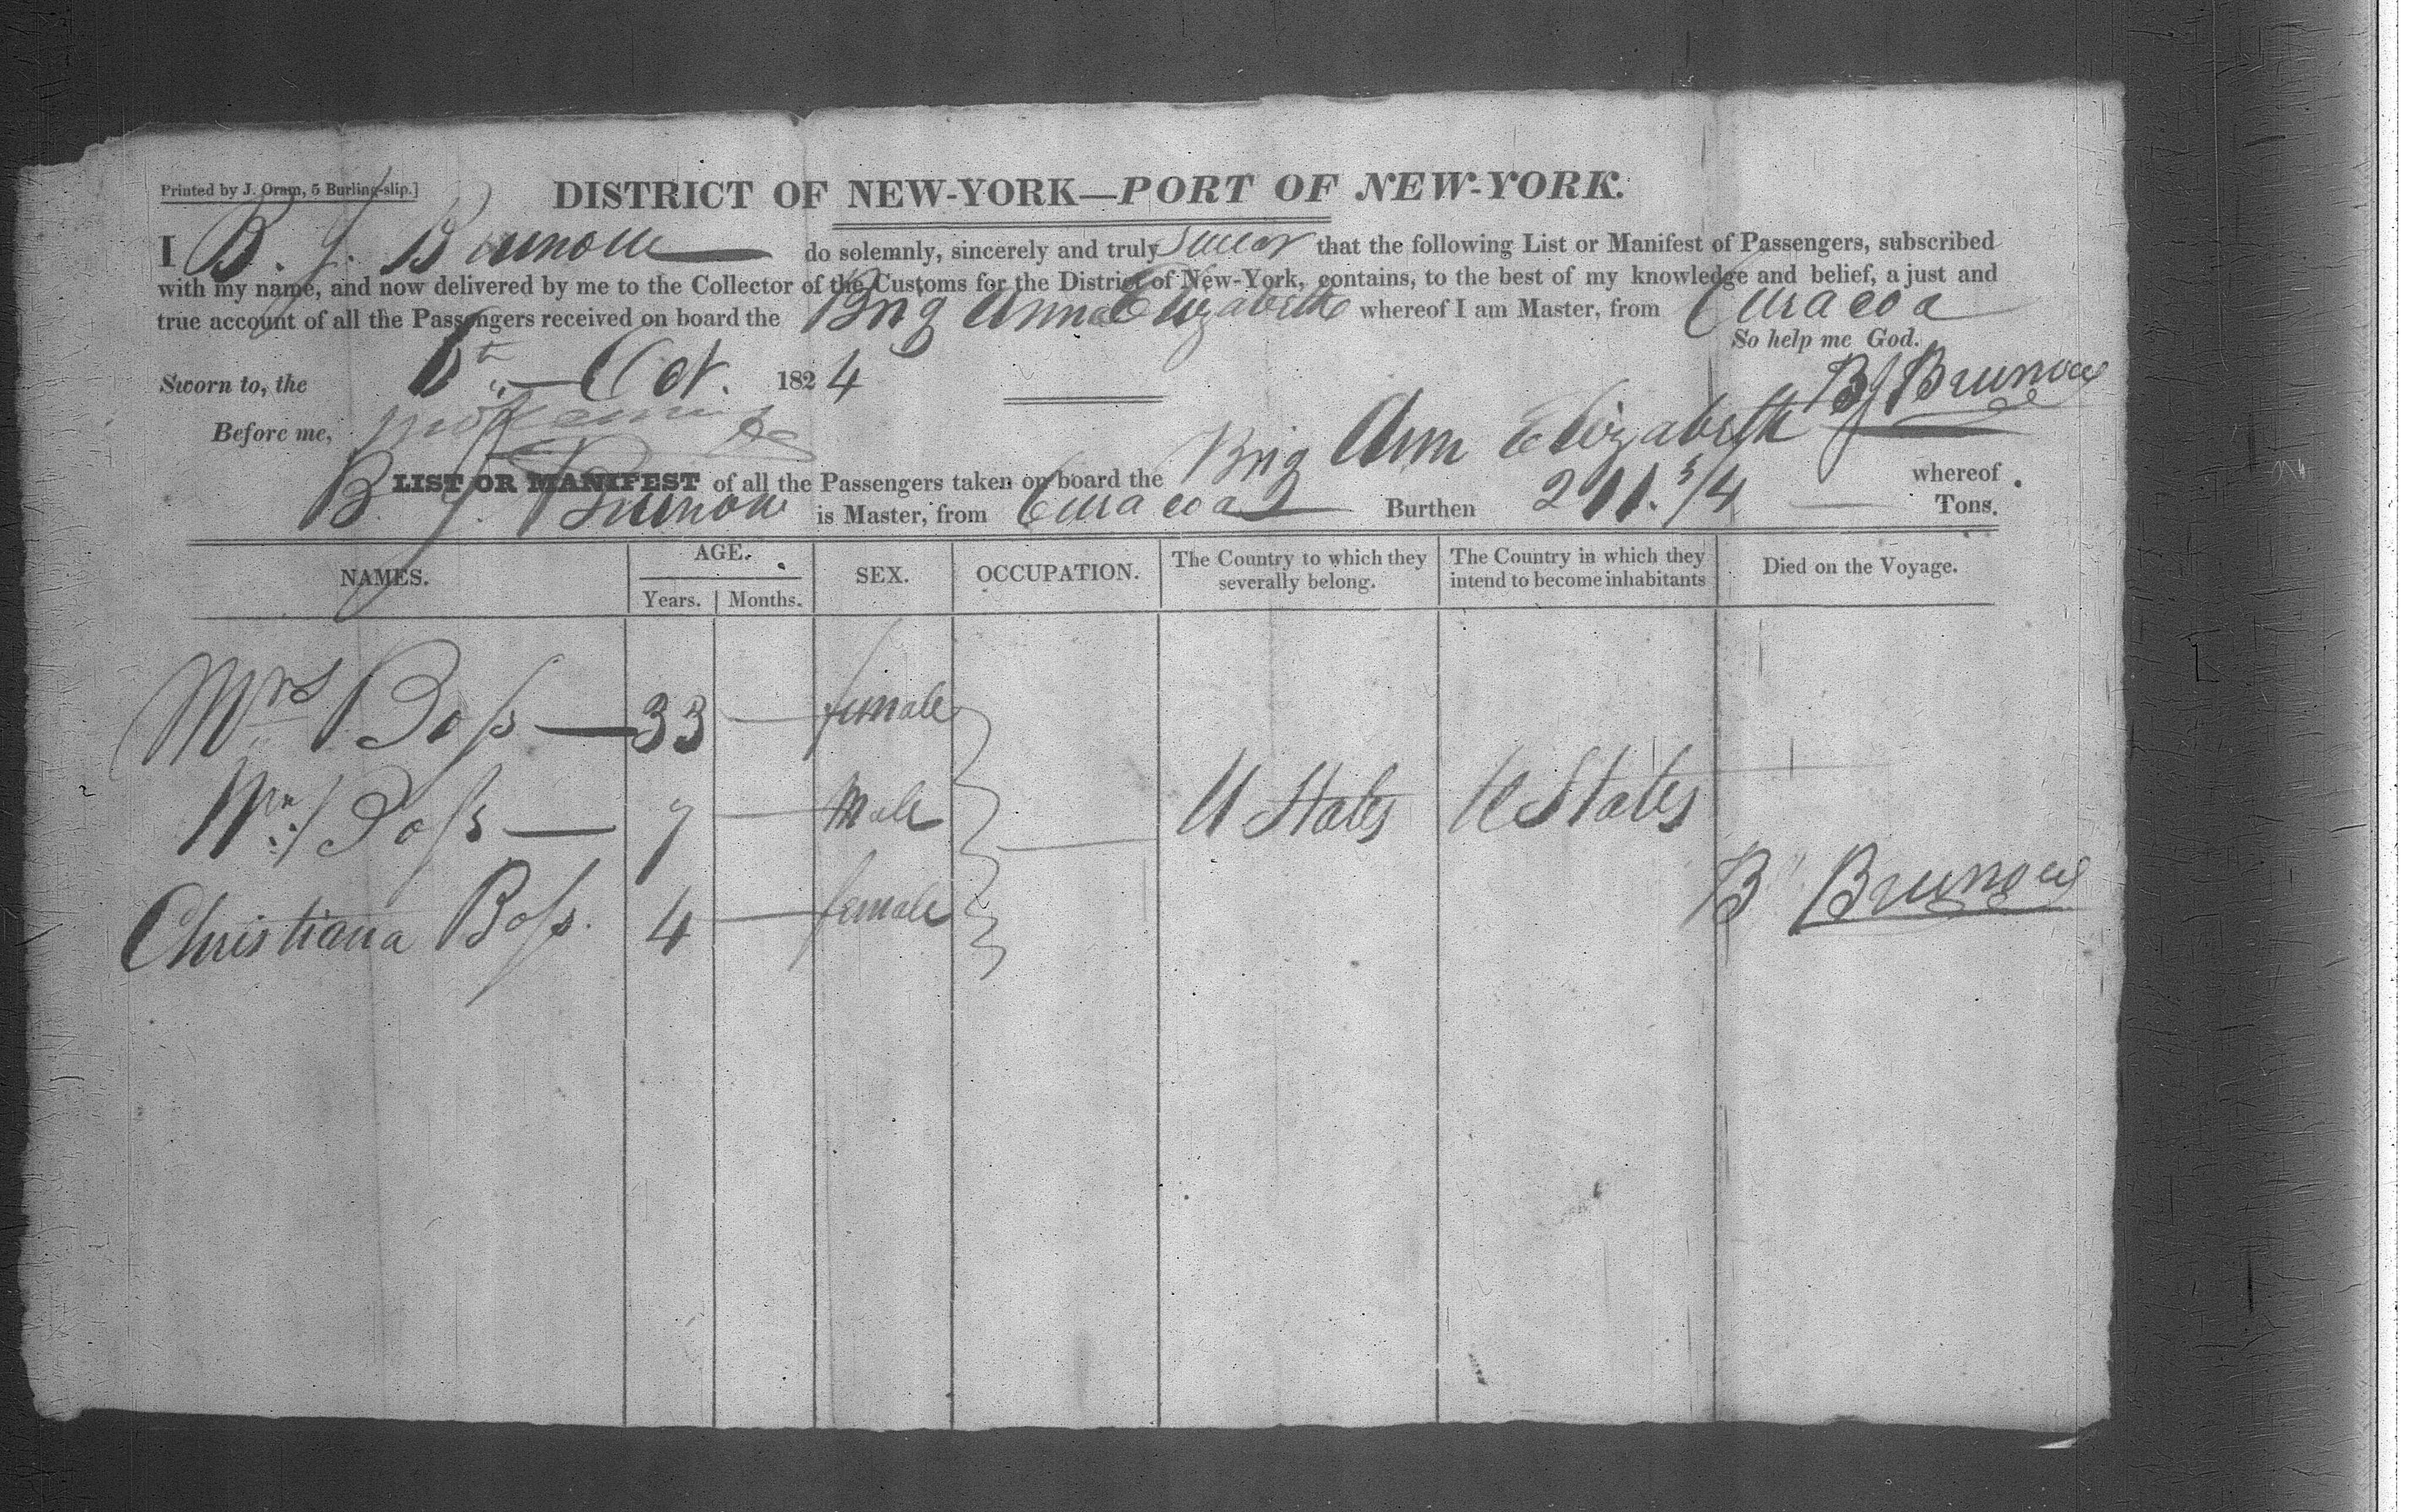 Printed by J. Oram, 5 Burling-slip.]
DISTRICT OF NEW-YORK—PORT OF NEW-YORK.
I B. J. Brunow do solemnly, sincerely and truly Swear that the following List or Manifest of Passengers, subscribed
with my name, and now delivered by me to the Collector of the Customs for the District of New-York, contains, to the best of my knowledge and belief, a just and
true account of all the Passengers received on board the Brig Anna Elizabeth whereof I am Master, from Curacoa
So help me God.
Sworn to, the 6th Oct. 1824
B J Brunow
Before me,
LIST OR MANIFEST of all the Passengers taken on board the Brig Ann Elizabeth whereof
B. J. Brunow is Master, from Curacoa Burthen 211.3/4 Tons.
NAMES. AGE. SEX. OCCUPATION. The Country to which they severally belong. The Country in which they intend to become inhabitants Died on the Voyage.
Years. Months.
Mrs Boſs — 33 — female
Wm Boſs — 7 — Male U States U States
Christiana Boſs. 4 — female
B Brunow